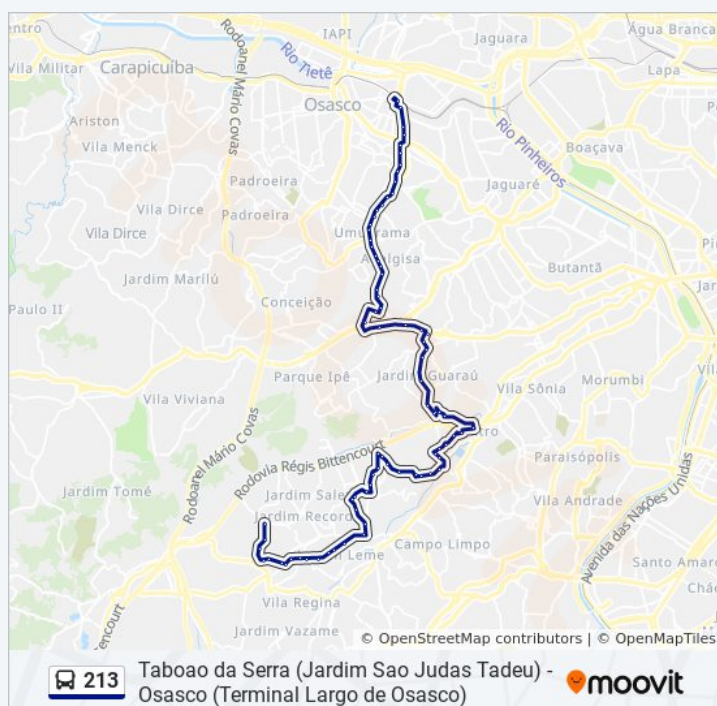 IAPI
Água Branca
entro
Rodoanel Mário Covas
Rio Tietê
Jaguara
Vila Militar
Carapicuíba
Lapa
Osasco
Ariston
Rio Pinheiros
Vila Menck
Boaçava
Padroeira
Jaguaré
Vila Dirce
Padroeira
Vila Dirce
Jardim Marilú
Butantã
Paulo II
Conceição
Parque Ipê
Jardim Guaraú
Vila Sônia
Morumbi
Vila Viviana
Rodoanel Mário Covas
Rodovia Régis Bittencourt
Paraisópolis
Jardim Tomé
Jardim Sale
Vila Andrade
Jardim Record
Avenida das Nações Unidas
Leme
Campo Limpo
Santo Amar
Vila Regina
Chác
Jardim Vazame
© OpenStreetMap contributors | © OpenMapTiles
213
Taboao da Serra (Jardim Sao Judas Tadeu) -
Osasco (Terminal Largo de Osasco)
moovit